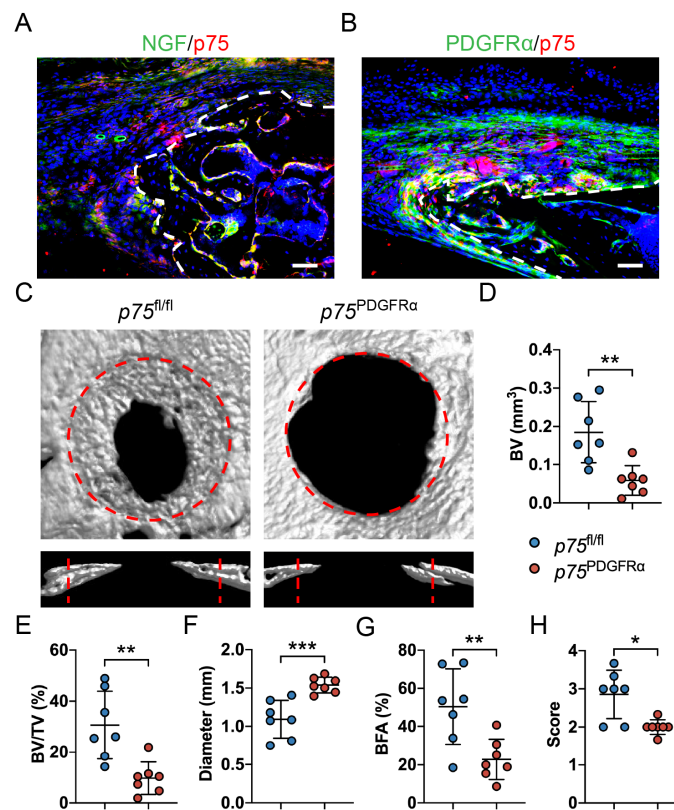 A
NGF/p75
B
PDGFRα/p75
C
p75fl/fl
p75PDGFRα
D
BV (mm³)
0.4
0.3
0.2
0.1
0.0
**
p75fl/fl
p75PDGFRα
E
BV/TV (%)
60
40
20
0
**
F
Diameter (mm)
2.0
1.5
1.0
0.5
0.0
***
G
BFA (%)
80
60
40
20
0
**
H
Score
4
3
2
1
0
*